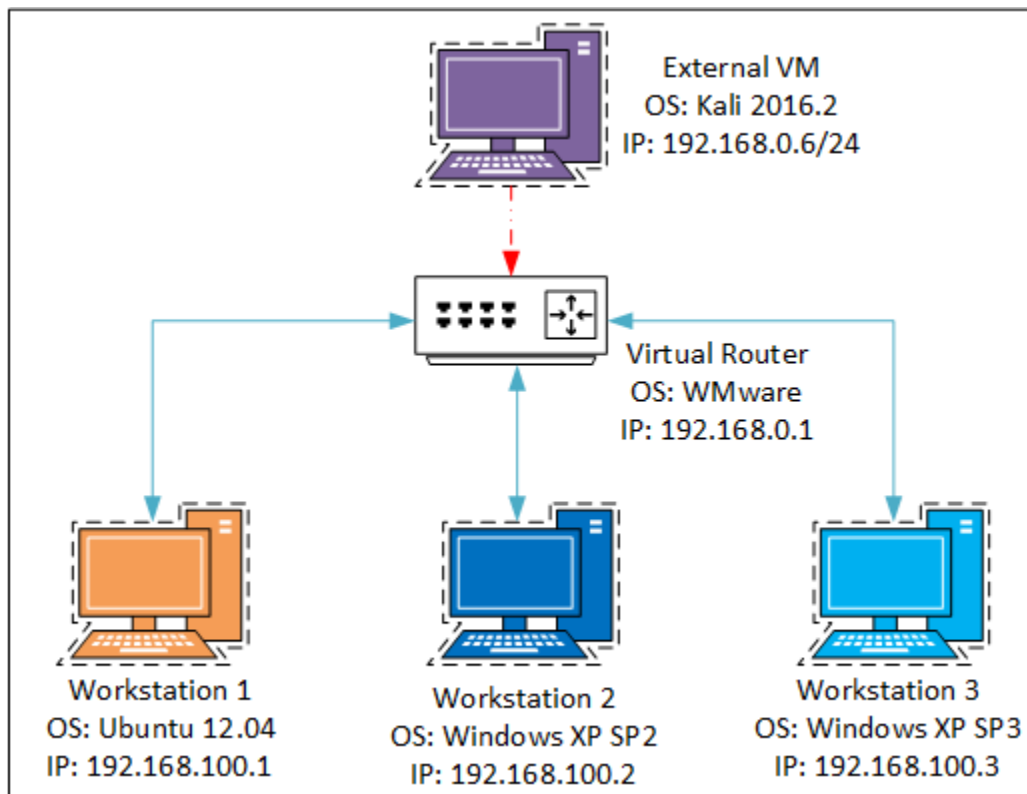 External VM
OS: Kali 2016.2
IP: 192.168.0.6/24
Virtual Router
OS: WMware
IP: 192.168.0.1
Workstation 1
OS: Ubuntu 12.04
IP: 192.168.100.1
Workstation 2
OS: Windows XP SP2
IP: 192.168.100.2
Workstation 3
OS: Windows XP SP3
IP: 192.168.100.3